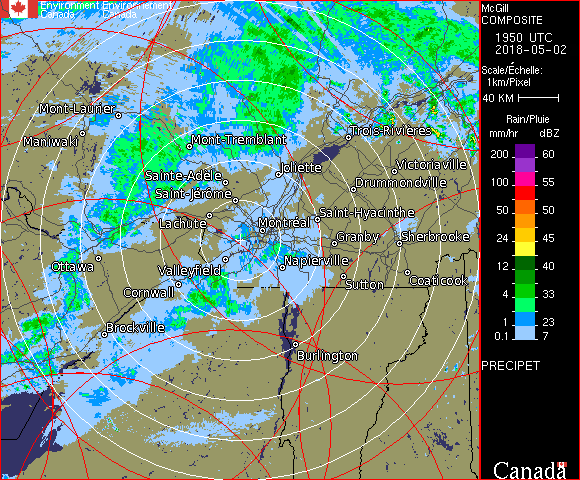 Environment Environnement
Canada Canada
McGill
COMPOSITE
1950 UTC
2018-05-02
Scale/Échelle:
1km/Pixel
40 KM
Rain/Pluie
mm/hr dBZ
200 60
100 55
50 50
24 45
12 40
4 33
1 23
0.1 7
PRECIPET
Canada
Mont-Laurier
Maniwaki
Mont-Tremblant
Trois-Rivières
Joliette
Victoriaville
Sainte-Adèle
Drummondville
Saint-Jérôme
Saint-Hyacinthe
Lachute
Montréal
Granby
Sherbrooke
Ottawa
Valleyfield
Napierville
Sutton
Coaticook
Cornwall
Brockville
Burlington